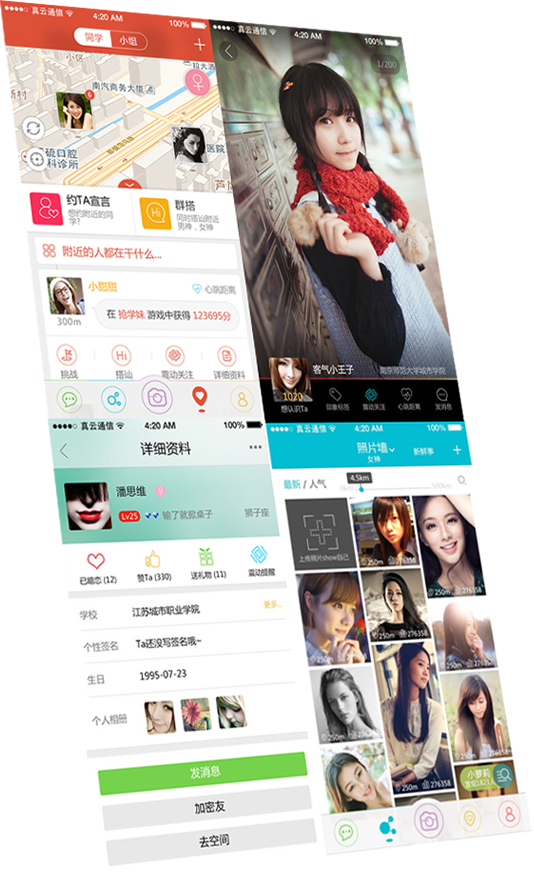 真云通信 4:20 AM 100%
同学 小组
小区
南汽商务大厦
新村
医院
硫口腔
科诊所
芦
约TA宣言
想约附近的同
学?
群搭
Hi
同时搭讪附近
男神，女神
附近的人都在干什么...
小甜甜
心跳距离
在 抢学妹 游戏中获得 123695分
300m
挑战 搭讪 震动关注 详细资料
真云通信 4:20 AM 100%
1/200
客气小王子
南京师范大学城市学院
1020
想认识Ta 印象标签 震动关注 心跳距离 发消息
真云通信 4:20 AM 100%
详细资料
潘思维
Lv25 输了就掀桌子 狮子座
已暗恋 (12) 赞Ta (330) 送礼物 (11) 震动提醒
学校 江苏城市职业学院 更多...
个性签名 Ta还没写签名哦~
生日 1995-07-23
个人相册
发消息
加密友
去空间
真云通信 4:20 AM 100%
照片墙 新鲜事
女神
最新 / 人气
4.5km
0km 500km
上传照片show自己
250m 276358
250m 276358
250m
250m 276358
250m 276358
250m
250m 276358
250m 276358
小萝莉
发现1823人